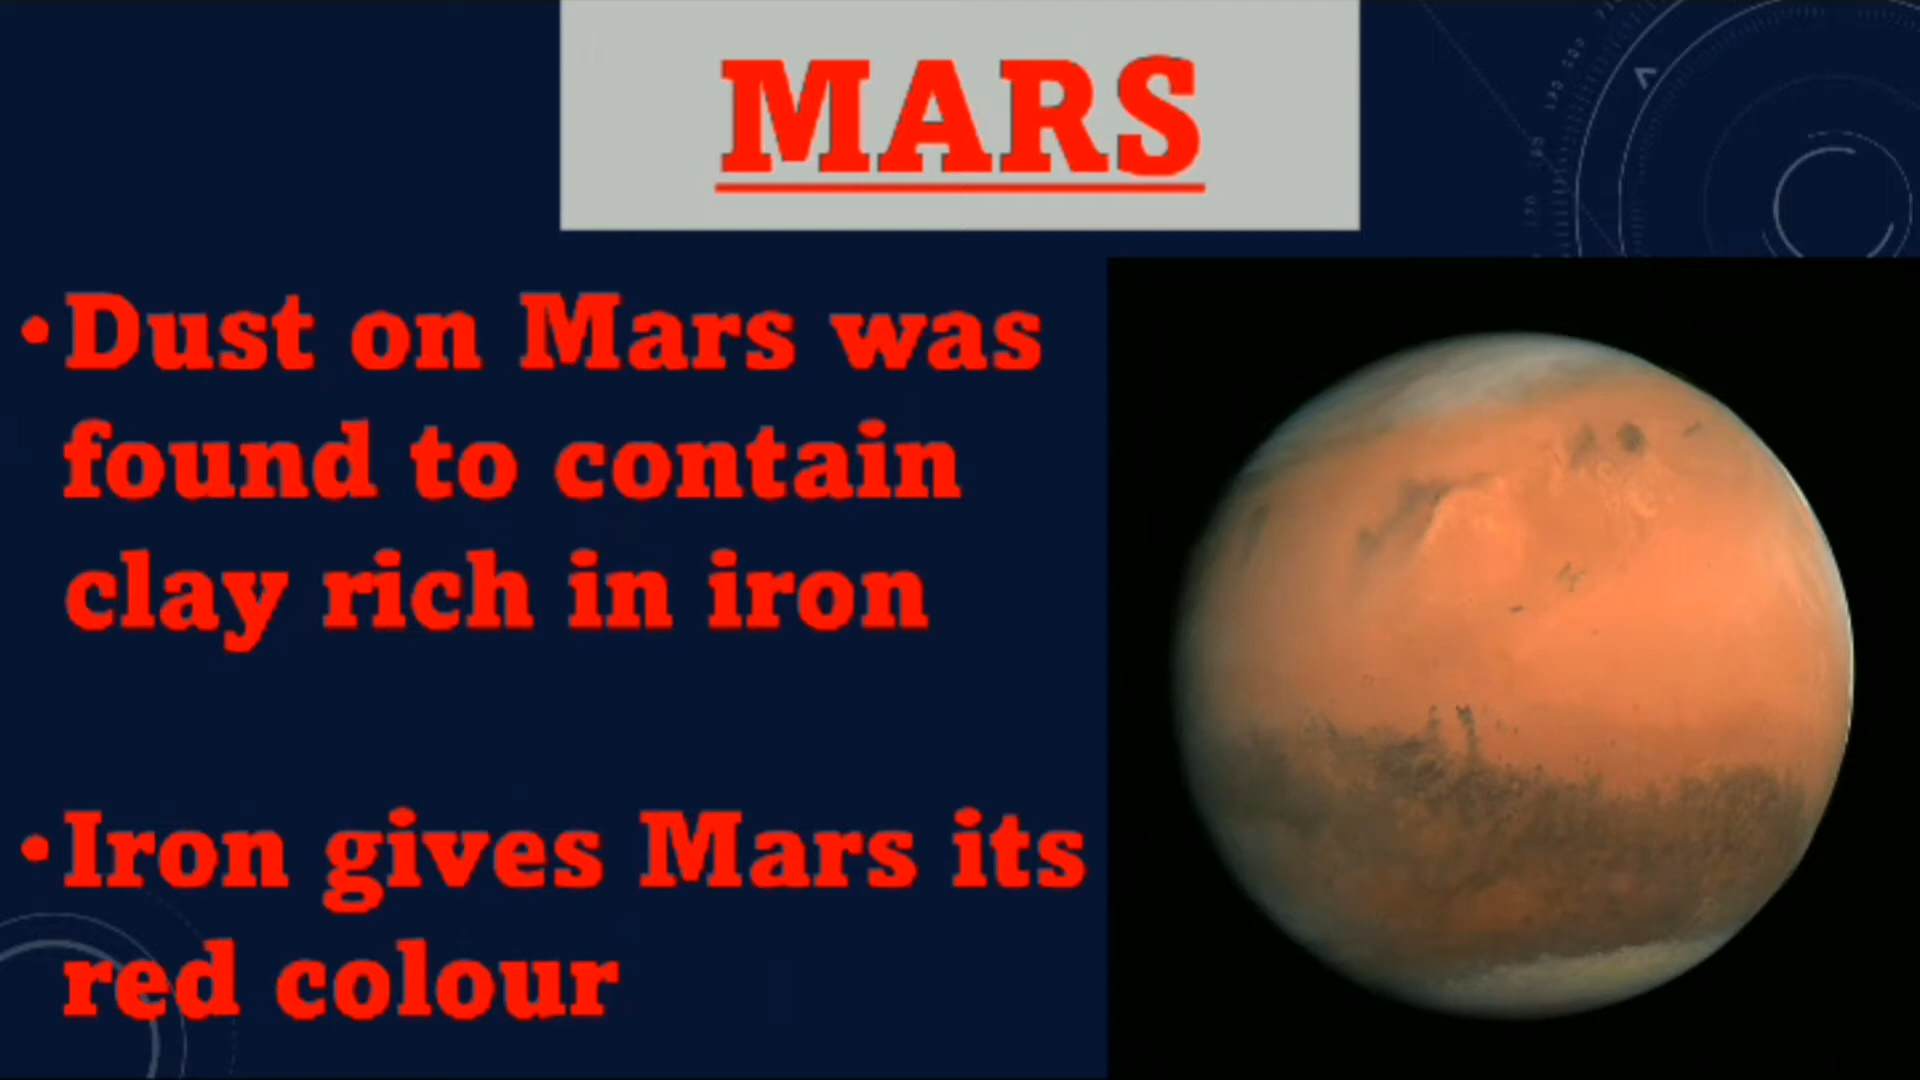 MARS
•Dust on Mars was
found to contain
clay rich in iron
•Iron gives Mars its
red colour